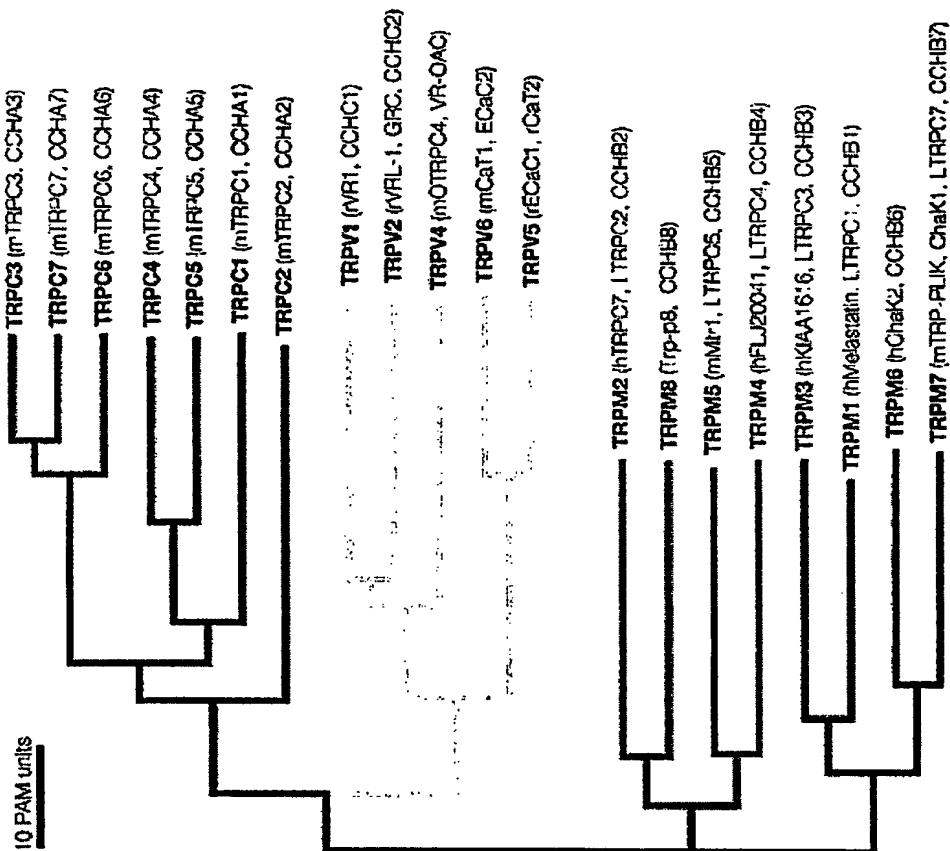 10 PAM units
TRPC3 (mTRPC3, CCHA3)
TRPC7 (mTRPC7, CCHA7)
TRPC6 (mTRPC6, CCHA6)
TRPC4 (mTRPC4, CCHA4)
TRPC5 (mTRPC5, CCHA5)
TRPC1 (mTRPC1, CCHA1)
TRPC2 (mTRPC2, CCHA2)
TRPV1 (rVR1, CCHC1)
TRPV2 (rVRL-1, GRC, CCHC2)
TRPV4 (mOTRPC4, VR-OAC)
TRPV6 (mCaT1, ECaC2)
TRPV5 (rECaC1, rCaT2)
TRPM2 (hTRPC7, LTRPC2, CCHB2)
TRPM8 (Trp-p8, CCHB8)
TRPM5 (mMtr1, LTRPC5, CCHB5)
TRPM4 (hFLJ20041, LTRPC4, CCHB4)
TRPM3 (hKIAA1616, LTRPC3, CCHB3)
TRPM1 (hMelastatin, LTRPC1, CCHB1)
TRPM6 (hChaK2, CCHB6)
TRPM7 (mTRP-PLIK, ChaK1, LTRPC7, CCHB7)